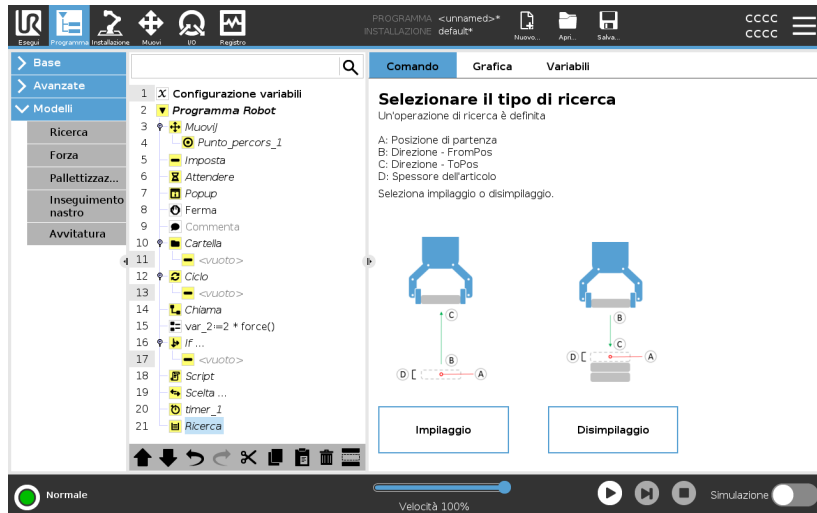 UR
PROGRAMMA <unnamed>*
INSTALLAZIONE default*
CCCC
CCCC
Esegui Programma Installazione Muovi I/O Registro
Nuovo... Apri... Salva...
Base
Avanzate
Modelli
Ricerca
Forza
Pallettizzaz...
Inseguimento
nastro
Avvitatura
1 X Configurazione variabili
2 Programma Robot
3 MuoviJ
4 Punto_percors_1
5 Imposta
6 Attendere
7 Popup
8 Ferma
9 Commenta
10 Cartella
11 <vuoto>
12 Ciclo
13 <vuoto>
14 Chiama
15 var_2:=2 * force()
16 If ...
17 <vuoto>
18 Script
19 Scelta ...
20 timer_1
21 Ricerca
Comando Grafica Variabili
Selezionare il tipo di ricerca
Un'operazione di ricerca è definita
A: Posizione di partenza
B: Direzione - FromPos
C: Direzione - ToPos
D: Spessore dell'articolo
Seleziona impilaggio o disimpilaggio.
C
B
D A
B
C
D A
Impilaggio Disimpilaggio
Normale
Velocità 100%
Simulazione